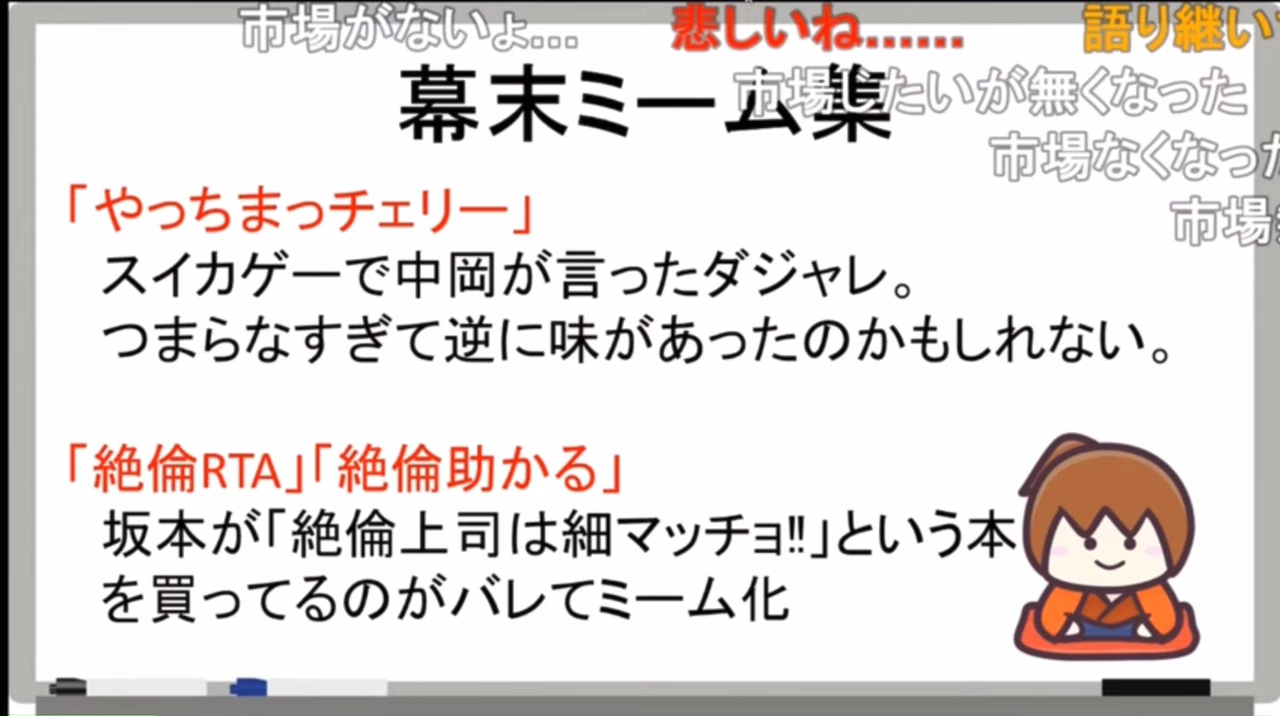 市場がないょ...
悲しいね......
語り継い
幕末ミーム集
市場じたいが無くなった
市場なくなった
市場
「やっちまっチェリー」
スイカゲーで中岡が言ったダジャレ。
つまらなすぎて逆に味があったのかもしれない。
「絶倫RTA」「絶倫助かる」
坂本が「絶倫上司は細マッチョ!!」という本
を買ってるのがバレてミーム化